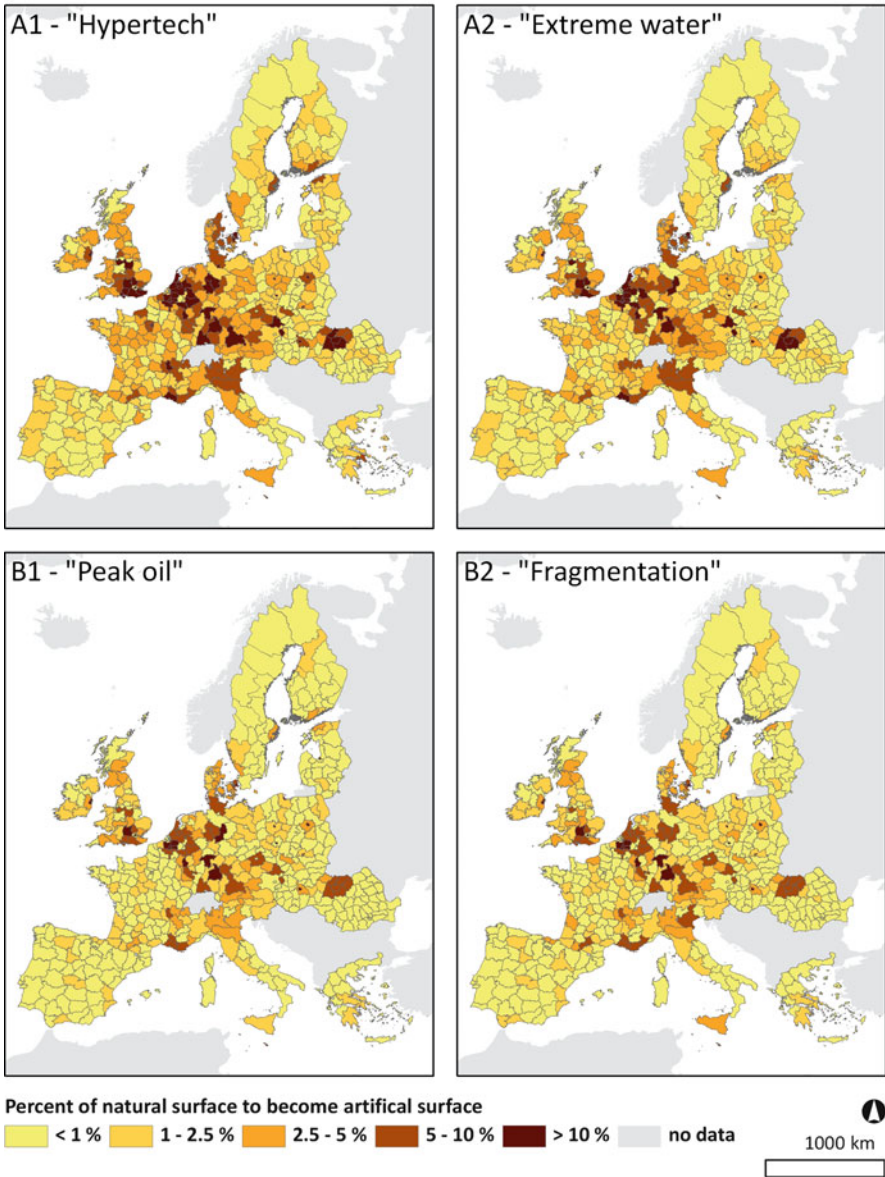 A1 - "Hypertech"
A2 - "Extreme water"
B1 - "Peak oil"
B2 - "Fragmentation"
Percent of natural surface to become artifical surface
< 1 % 1 - 2.5 % 2.5 - 5 % 5 - 10 % > 10 % no data
1000 km